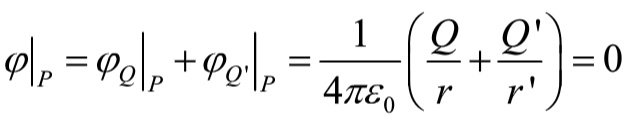 φ|_P = φ_Q|_P + φ_{Q'}|_P = \frac{1}{4πε_0} \left( \frac{Q}{r} + \frac{Q'}{r'} \right) = 0